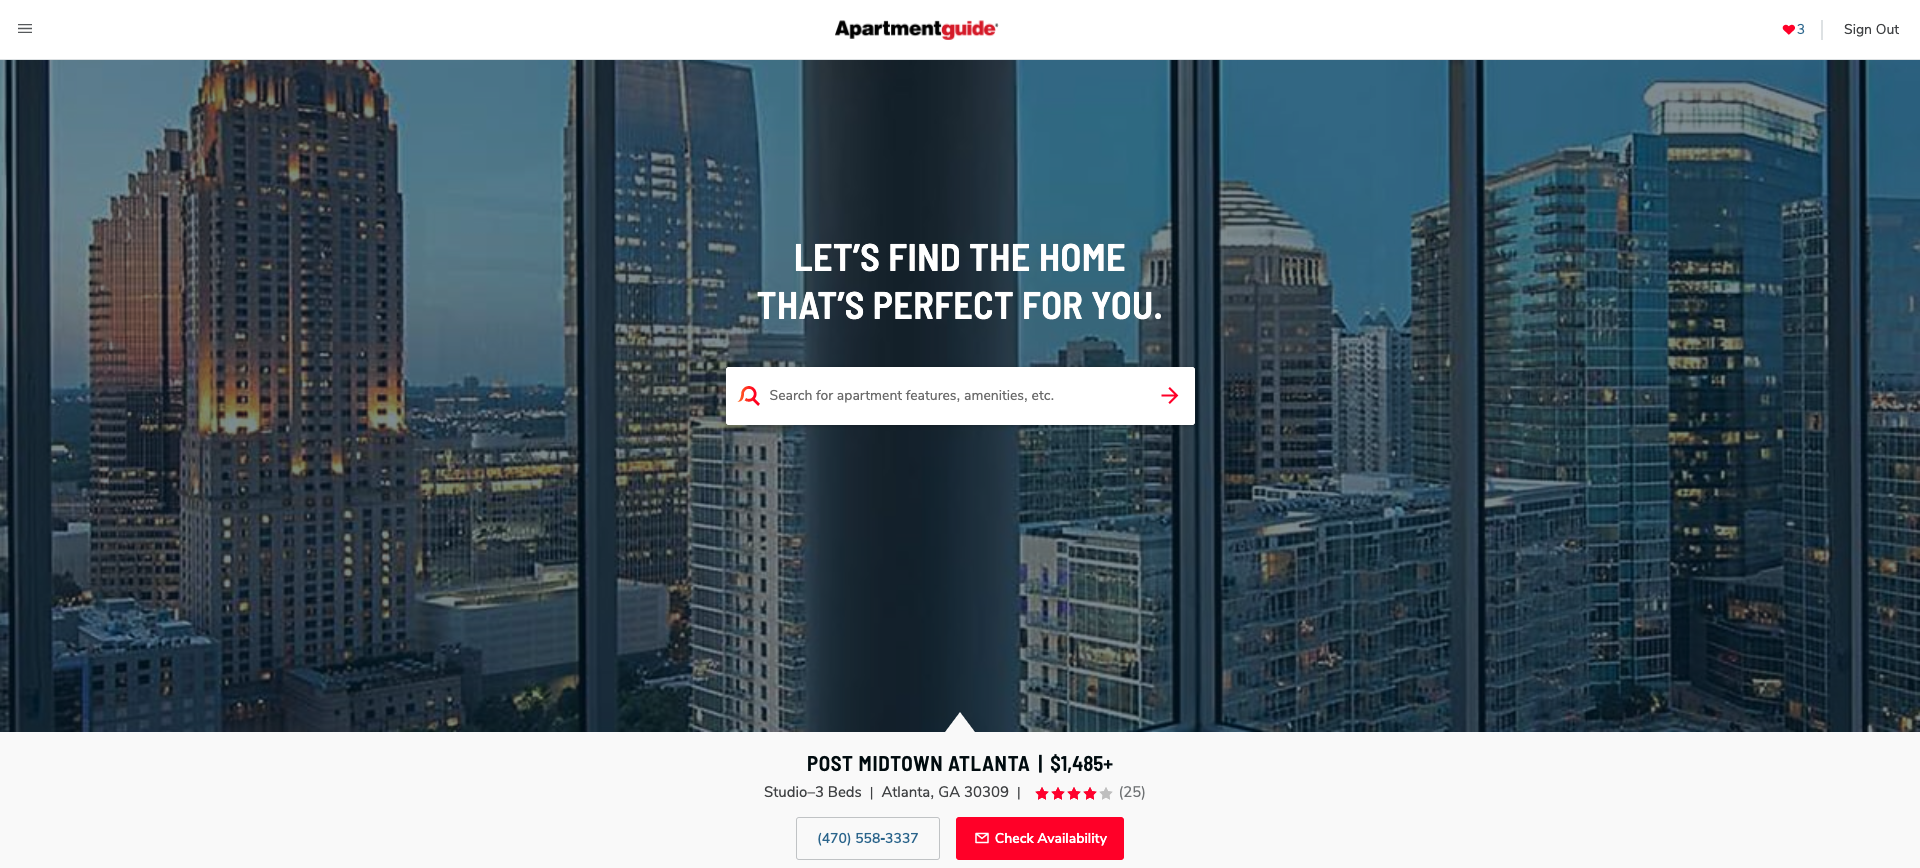 Apartmentguide
3
Sign Out
LET'S FIND THE HOME
THAT'S PERFECT FOR YOU.
Search for apartment features, amenities, etc.
POST MIDTOWN ATLANTA | $1,485+
Studio–3 Beds | Atlanta, GA 30309 | (25)
(470) 558-3337
Check Availability